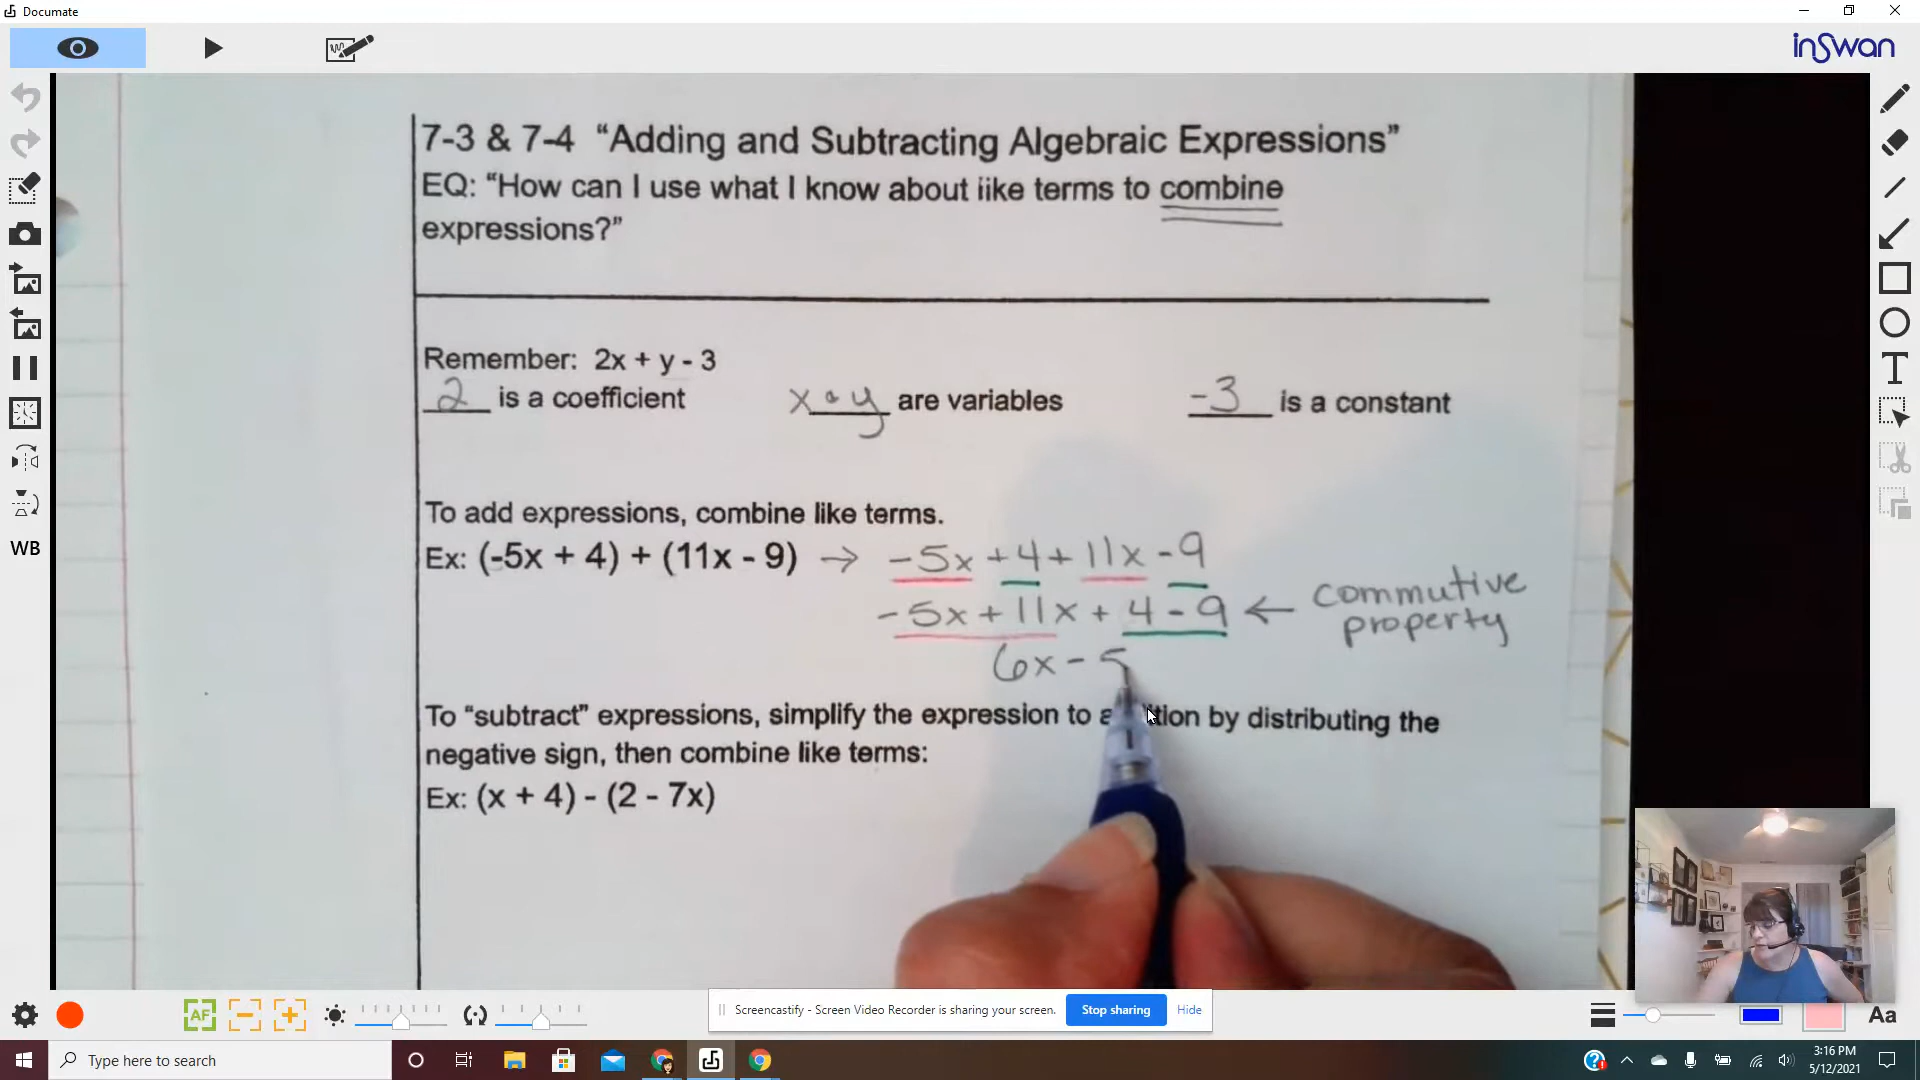 Documate
inSwan
7-3 & 7-4 "Adding and Subtracting Algebraic Expressions"
EQ: "How can I use what I know about like terms to combine
expressions?"
Remember: 2x + y - 3
2 is a coefficient x & y are variables -3 is a constant
To add expressions, combine like terms.
Ex: (-5x + 4) + (11x - 9) → -5x + 4 + 11x - 9
-5x + 11x + 4 - 9 ← commutive
property
6x - 5
To "subtract" expressions, simplify the expression to by distributing the
negative sign, then combine like terms:
Ex: (x + 4) - (2 - 7x)
T
WB
AF
Screencastify - Screen Video Recorder is sharing your screen. Stop sharing Hide
Aa
Type here to search
3:16 PM
5/12/2021